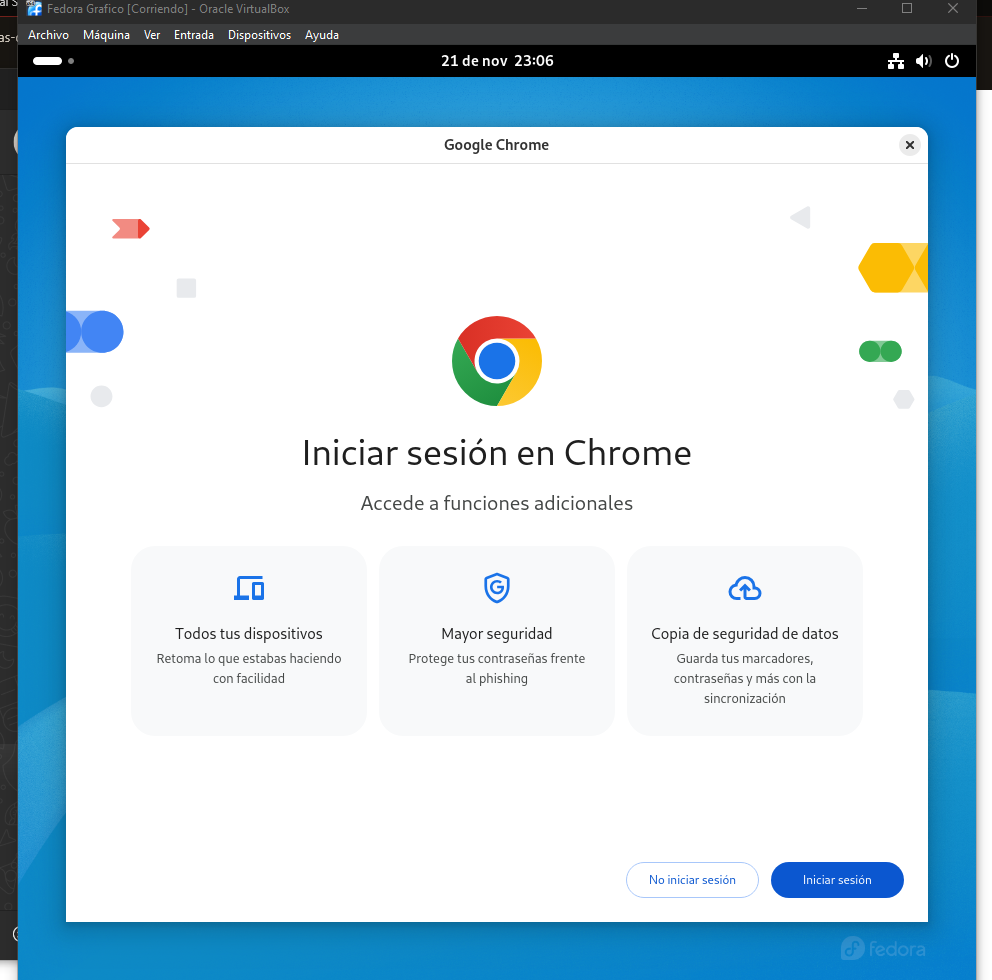 Fedora Grafico [Corriendo] - Oracle VirtualBox
Archivo Máquina Ver Entrada Dispositivos Ayuda
21 de nov 23:06
Google Chrome
Iniciar sesión en Chrome
Accede a funciones adicionales
Todos tus dispositivos
Retoma lo que estabas haciendo
con facilidad
Mayor seguridad
Protege tus contraseñas frente
al phishing
Copia de seguridad de datos
Guarda tus marcadores,
contraseñas y más con la
sincronización
No iniciar sesión
Iniciar sesión
fedora